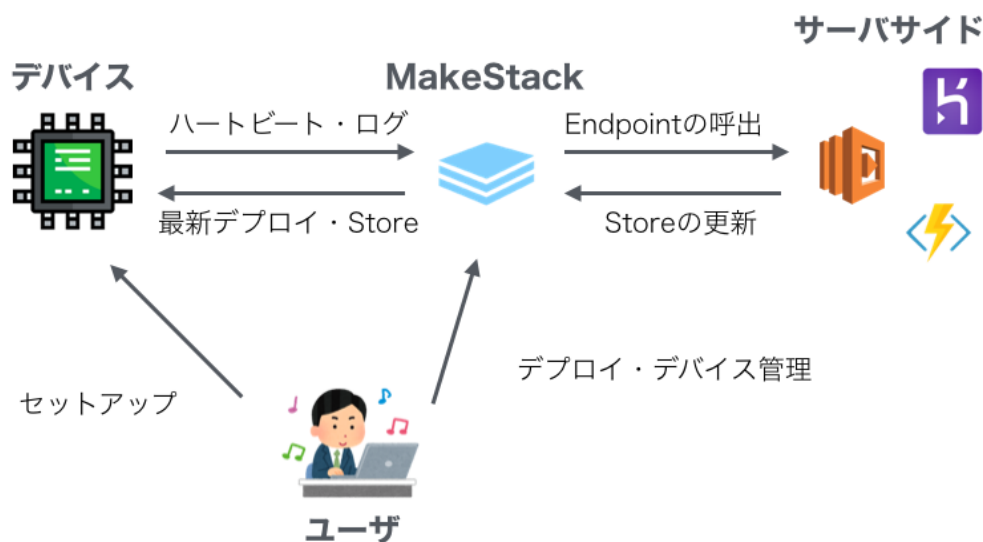 サーバサイド
デバイス
MakeStack
ハートビート・ログ
Endpointの呼出
最新デプロイ・Store
Storeの更新
デプロイ・デバイス管理
セットアップ
ユーザ